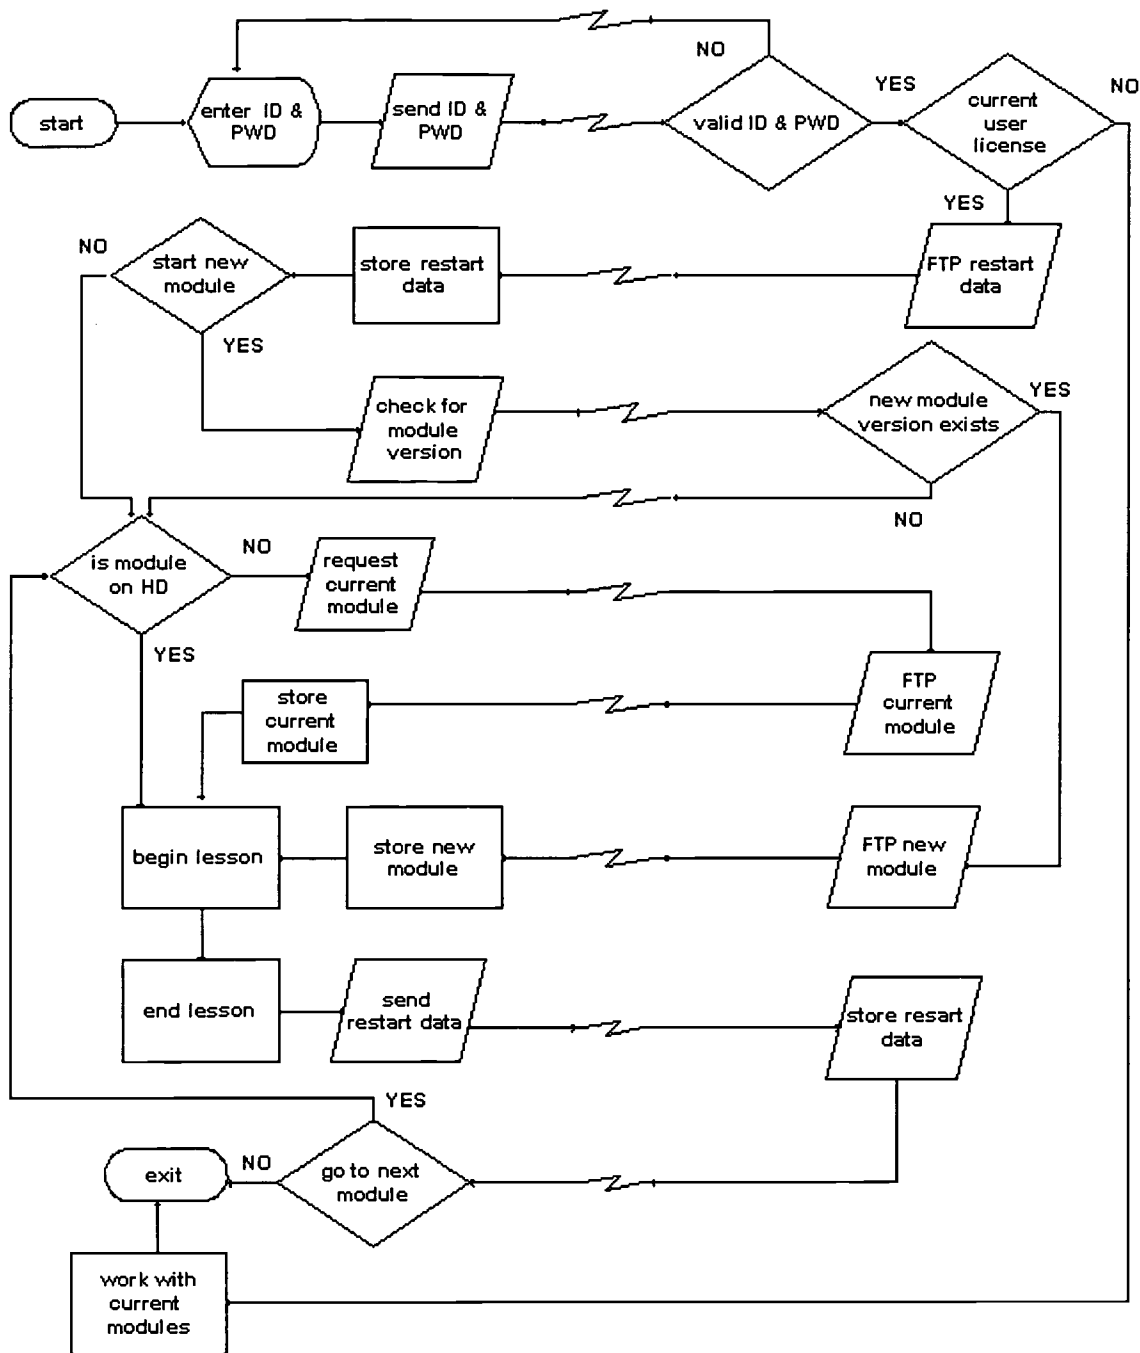 NO
YES
NO
start
enter ID &
PWD
send ID &
PWD
valid ID & PWD
current
user
license
YES
NO
start new
module
store restart
data
FTP restart
data
YES
check for
module
version
new module
version exists
YES
NO
is module
on HD
NO
request
current
module
YES
store
current
module
FTP
current
module
begin lesson
store new
module
FTP new
module
end lesson
send
restart data
store resart
data
YES
exit
NO
go to next
module
work with
current
modules